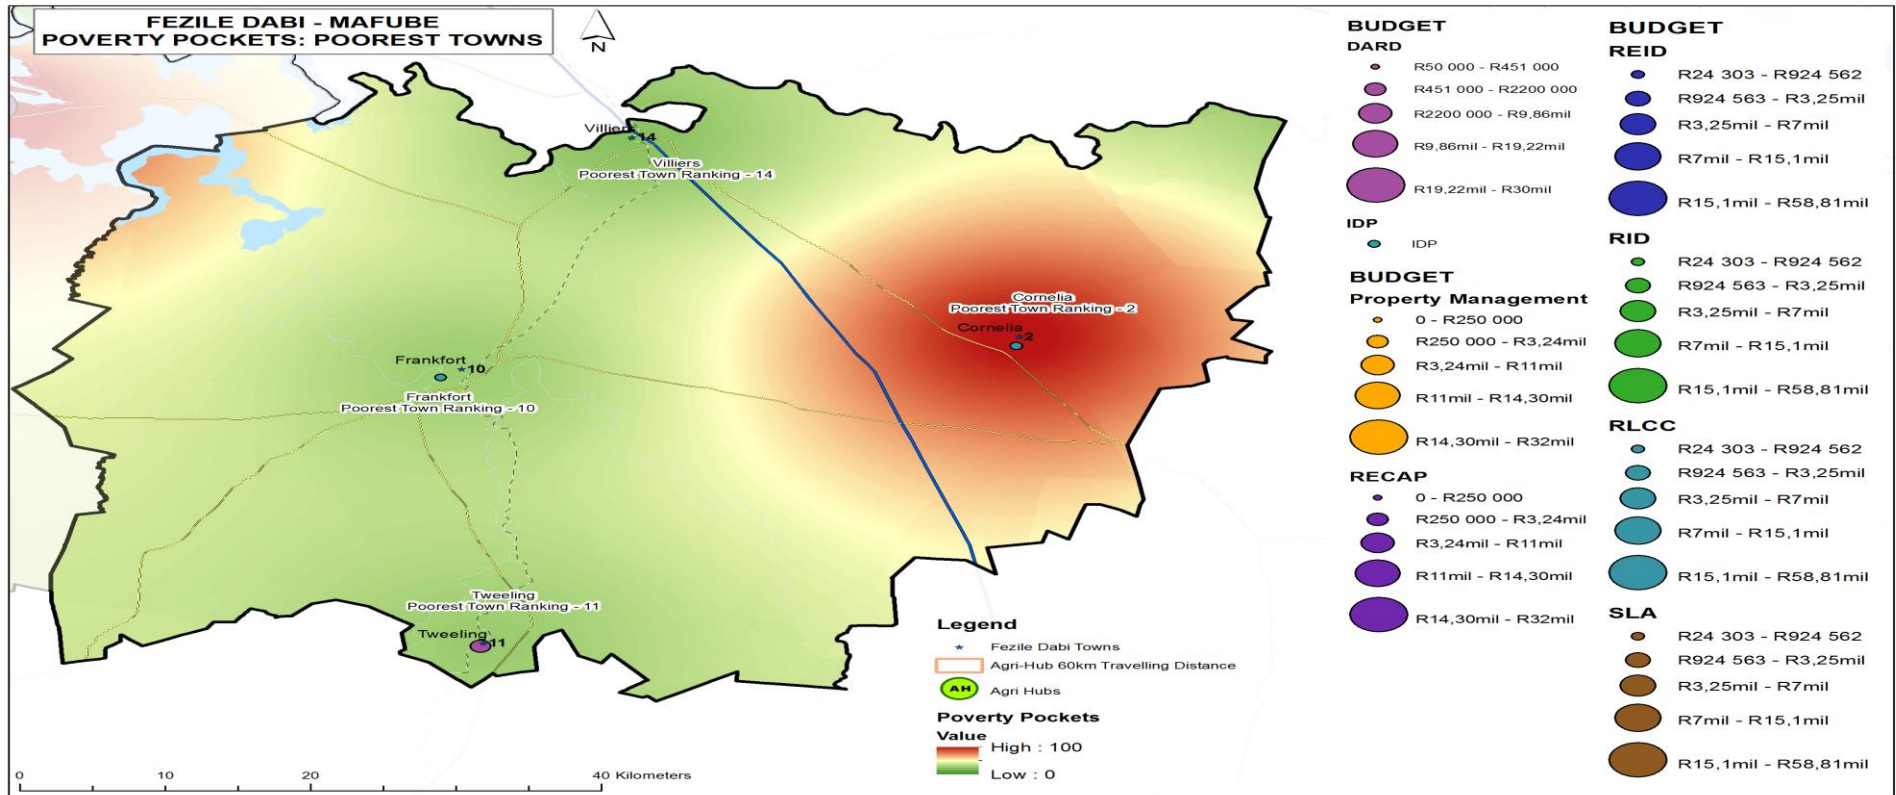 FEZILE DABI - MAFUBE
POVERTY POCKETS: POOREST TOWNS
N
Villiers
14
Villiers
Poorest Town Ranking - 14
Cornelia
Poorest Town Ranking - 2
Cornelia
2
Frankfort
10
Frankfort
Poorest Town Ranking - 10
Tweeling
Poorest Town Ranking - 11
Tweeling
11
Legend
Fezile Dabi Towns
Agri-Hub 60km Travelling Distance
AH
Agri Hubs
Poverty Pockets
Value
High : 100
Low : 0
0 10 20 40 Kilometers
BUDGET
DARD
R50 000 - R451 000
R451 000 - R2200 000
R2200 000 - R9,86mil
R9,86mil - R19,22mil
R19,22mil - R30mil
IDP
IDP
BUDGET
Property Management
0 - R250 000
R250 000 - R3,24mil
R3,24mil - R11mil
R11mil - R14,30mil
R14,30mil - R32mil
RECAP
0 - R250 000
R250 000 - R3,24mil
R3,24mil - R11mil
R11mil - R14,30mil
R14,30mil - R32mil
BUDGET
REID
R24 303 - R924 562
R924 563 - R3,25mil
R3,25mil - R7mil
R7mil - R15,1mil
R15,1mil - R58,81mil
RID
R24 303 - R924 562
R924 563 - R3,25mil
R3,25mil - R7mil
R7mil - R15,1mil
R15,1mil - R58,81mil
RLCC
R24 303 - R924 562
R924 563 - R3,25mil
R3,25mil - R7mil
R7mil - R15,1mil
R15,1mil - R58,81mil
SLA
R24 303 - R924 562
R924 563 - R3,25mil
R3,25mil - R7mil
R7mil - R15,1mil
R15,1mil - R58,81mil